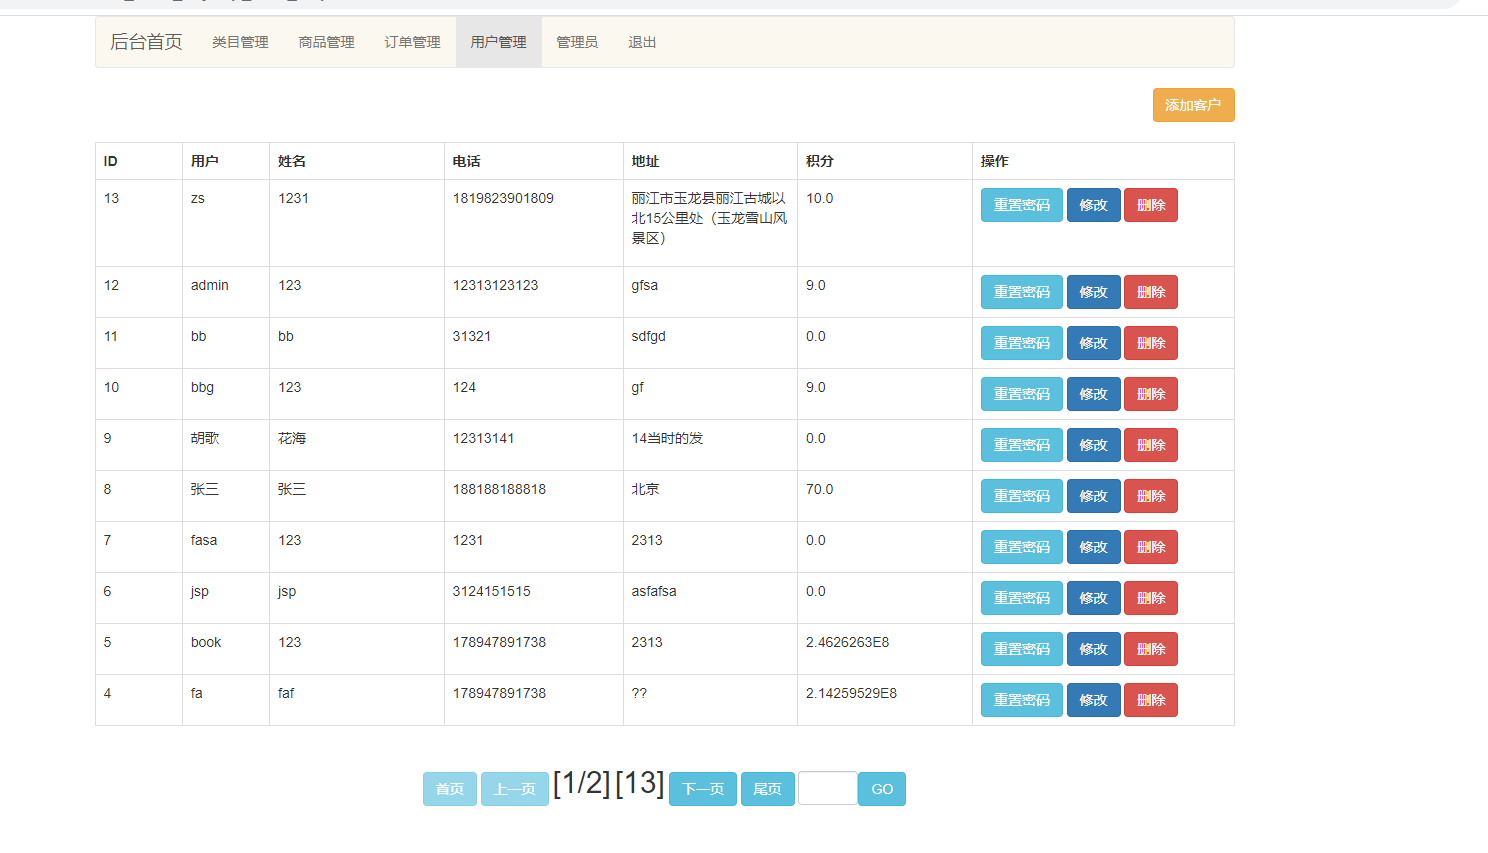 后台首页 类目管理 商品管理 订单管理 用户管理 管理员 退出
添加客户
ID 用户 姓名 电话 地址 积分 操作
13 zs 1231 1819823901809 丽江市玉龙县丽江古城以 10.0 重置密码 修改 删除
北15公里处（玉龙雪山风
景区）
12 admin 123 12313123123 gfsa 9.0 重置密码 修改 删除
11 bb bb 31321 sdfgd 0.0 重置密码 修改 删除
10 bbg 123 124 gf 9.0 重置密码 修改 删除
9 胡歌 花海 12313141 14当时的发 0.0 重置密码 修改 删除
8 张三 张三 188188188818 北京 70.0 重置密码 修改 删除
7 fasa 123 1231 2313 0.0 重置密码 修改 删除
6 jsp jsp 3124151515 asfafsa 0.0 重置密码 修改 删除
5 book 123 178947891738 2313 2.4626263E8 重置密码 修改 删除
4 fa faf 178947891738 ?? 2.14259529E8 重置密码 修改 删除
首页 上一页 [1/2] [13] 下一页 尾页 GO